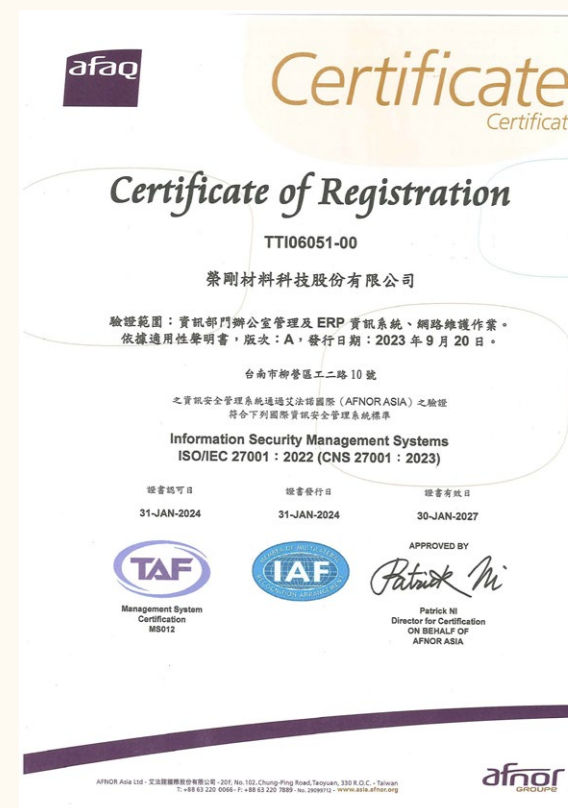 afaq
Certificate
Certificat
Certificate of Registration
TTI06051-00
榮剛材料科技股份有限公司
驗證範圍：資訊部門辦公室管理及 ERP 資訊系統、網路維護作業。
依據適用性聲明書，版次：A，發行日期：2023 年 9 月 20 日。
台南市柳營區工二路 10 號
之資訊安全管理系統通過艾法諾國際（AFNOR ASIA）之驗證
符合下列國際資訊安全管理系統標準
Information Security Management Systems
ISO/IEC 27001：2022 (CNS 27001：2023)
證書認可日 證書發行日 證書有效日
31-JAN-2024 31-JAN-2024 30-JAN-2027
APPROVED BY
TAF
IAF
Patrick Ni
Management System
Certification
MS012
Patrick NI
Director for Certification
ON BEHALF OF
AFNOR ASIA
AFNOR Asia Ltd - 艾法諾國際股份有限公司 - 20F, No.102, Chung-Ping Road, Taoyuan, 330 R.O.C. - Taiwan
T: +88 63 220 0066- F: +88 63 220 7889 - No. 29099712 - www.asia.afnor.org
afnor
GROUPE